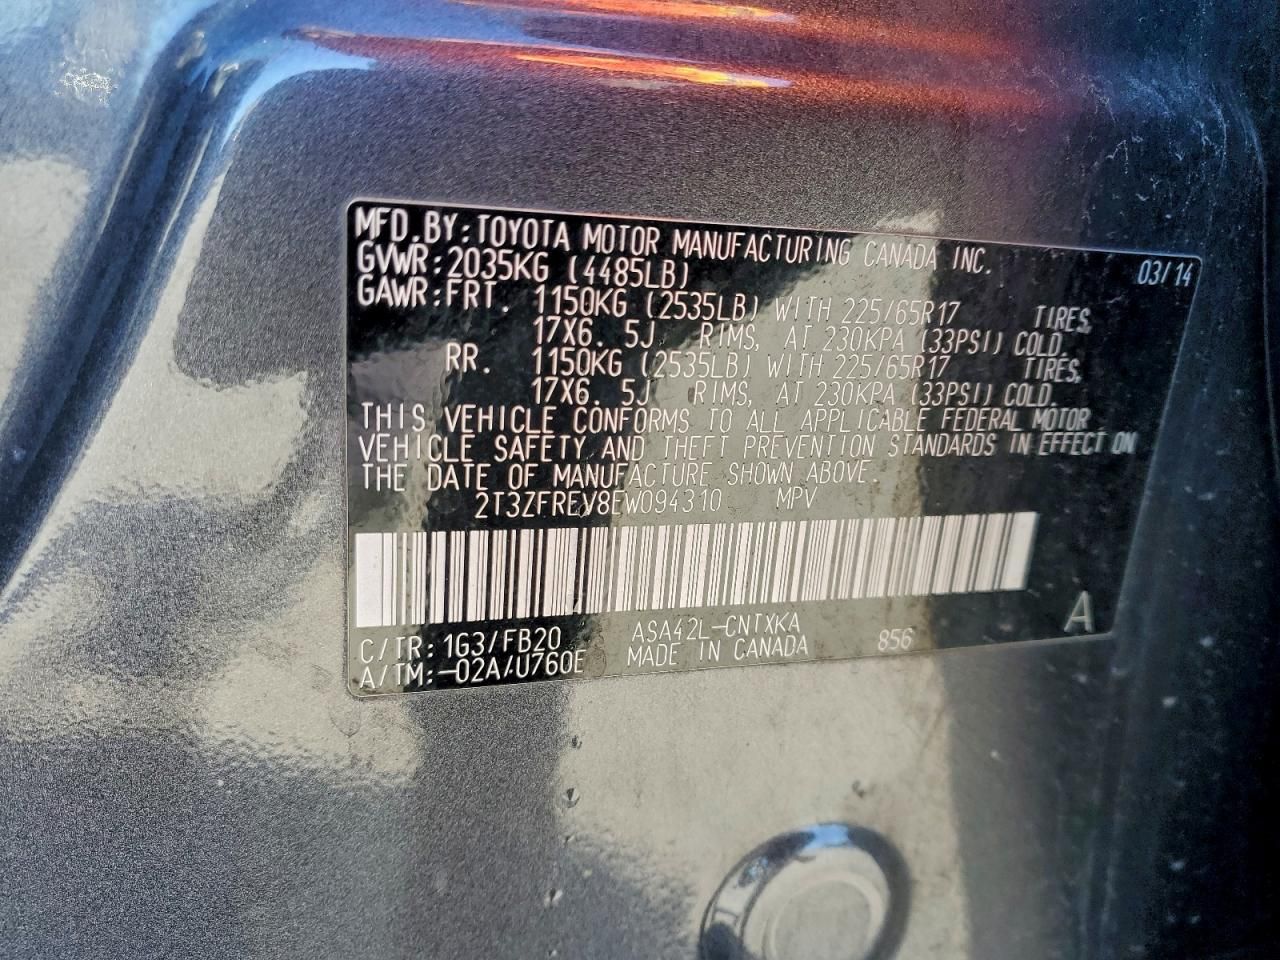 MFD. BY: TOYOTA MOTOR MANUFACTURING CANADA INC. 03/14
GVWR: 2035KG (4485LB)
GAWR: FRT. 1150KG (2535LB) WITH 225/65R17 TIRES,
17X6. 5J RIMS, AT 230KPA (33PSI) COLD.
RR. 1150KG (2535LB) WITH 225/65R17 TIRES,
17X6. 5J RIMS, AT 230KPA (33PSI) COLD.
THIS VEHICLE CONFORMS TO ALL APPLICABLE FEDERAL MOTOR
VEHICLE SAFETY AND THEFT PREVENTION STANDARDS IN EFFECT ON
THE DATE OF MANUFACTURE SHOWN ABOVE.
2T3ZFREV8EW094310 MPV
C/TR: 1G3/FB20 ASA42L-CNTXKA 856 A
A/TM:-02A/U760E MADE IN CANADA